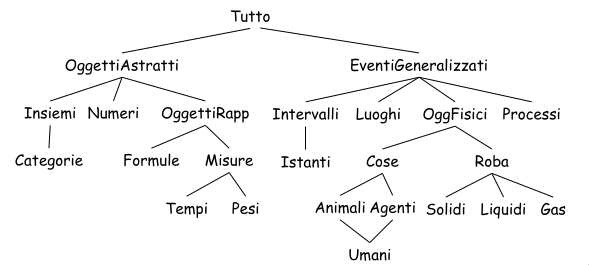 Tutto
OggettiAstratti EventiGeneralizzati
Insiemi Numeri OggettiRapp Intervalli Luoghi OggFisici Processi
Categorie Formule Misure Istanti Cose Roba
Tempi Pesi Animali Agenti Solidi Liquidi Gas
Umani